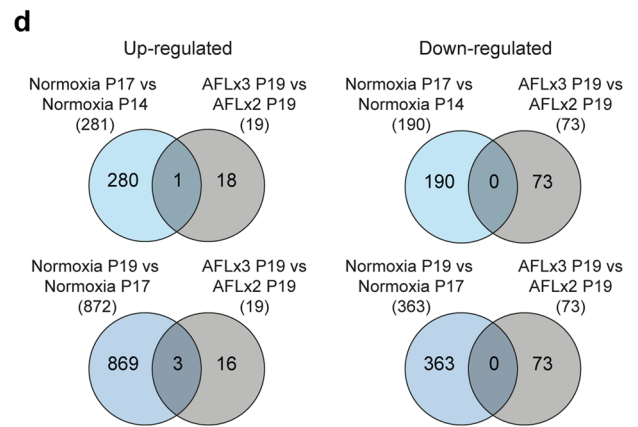 d
Up-regulated
Down-regulated
Normoxia P17 vs
Normoxia P14
(281)
AFLx3 P19 vs
AFLx2 P19
(19)
Normoxia P17 vs
Normoxia P14
(190)
AFLx3 P19 vs
AFLx2 P19
(73)
280
1
18
190
0
73
Normoxia P19 vs
Normoxia P17
(872)
AFLx3 P19 vs
AFLx2 P19
(19)
Normoxia P19 vs
Normoxia P17
(363)
AFLx3 P19 vs
AFLx2 P19
(73)
869
3
16
363
0
73